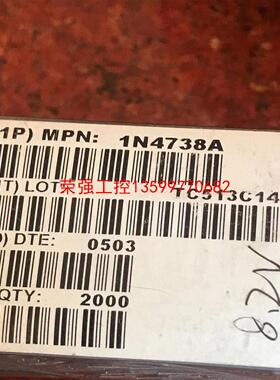 1P) MPN: 1N4738A
荣强工控13599770682
T) LOT
TC513C14
) DTE: 0503
QTY: 2000
8.2V